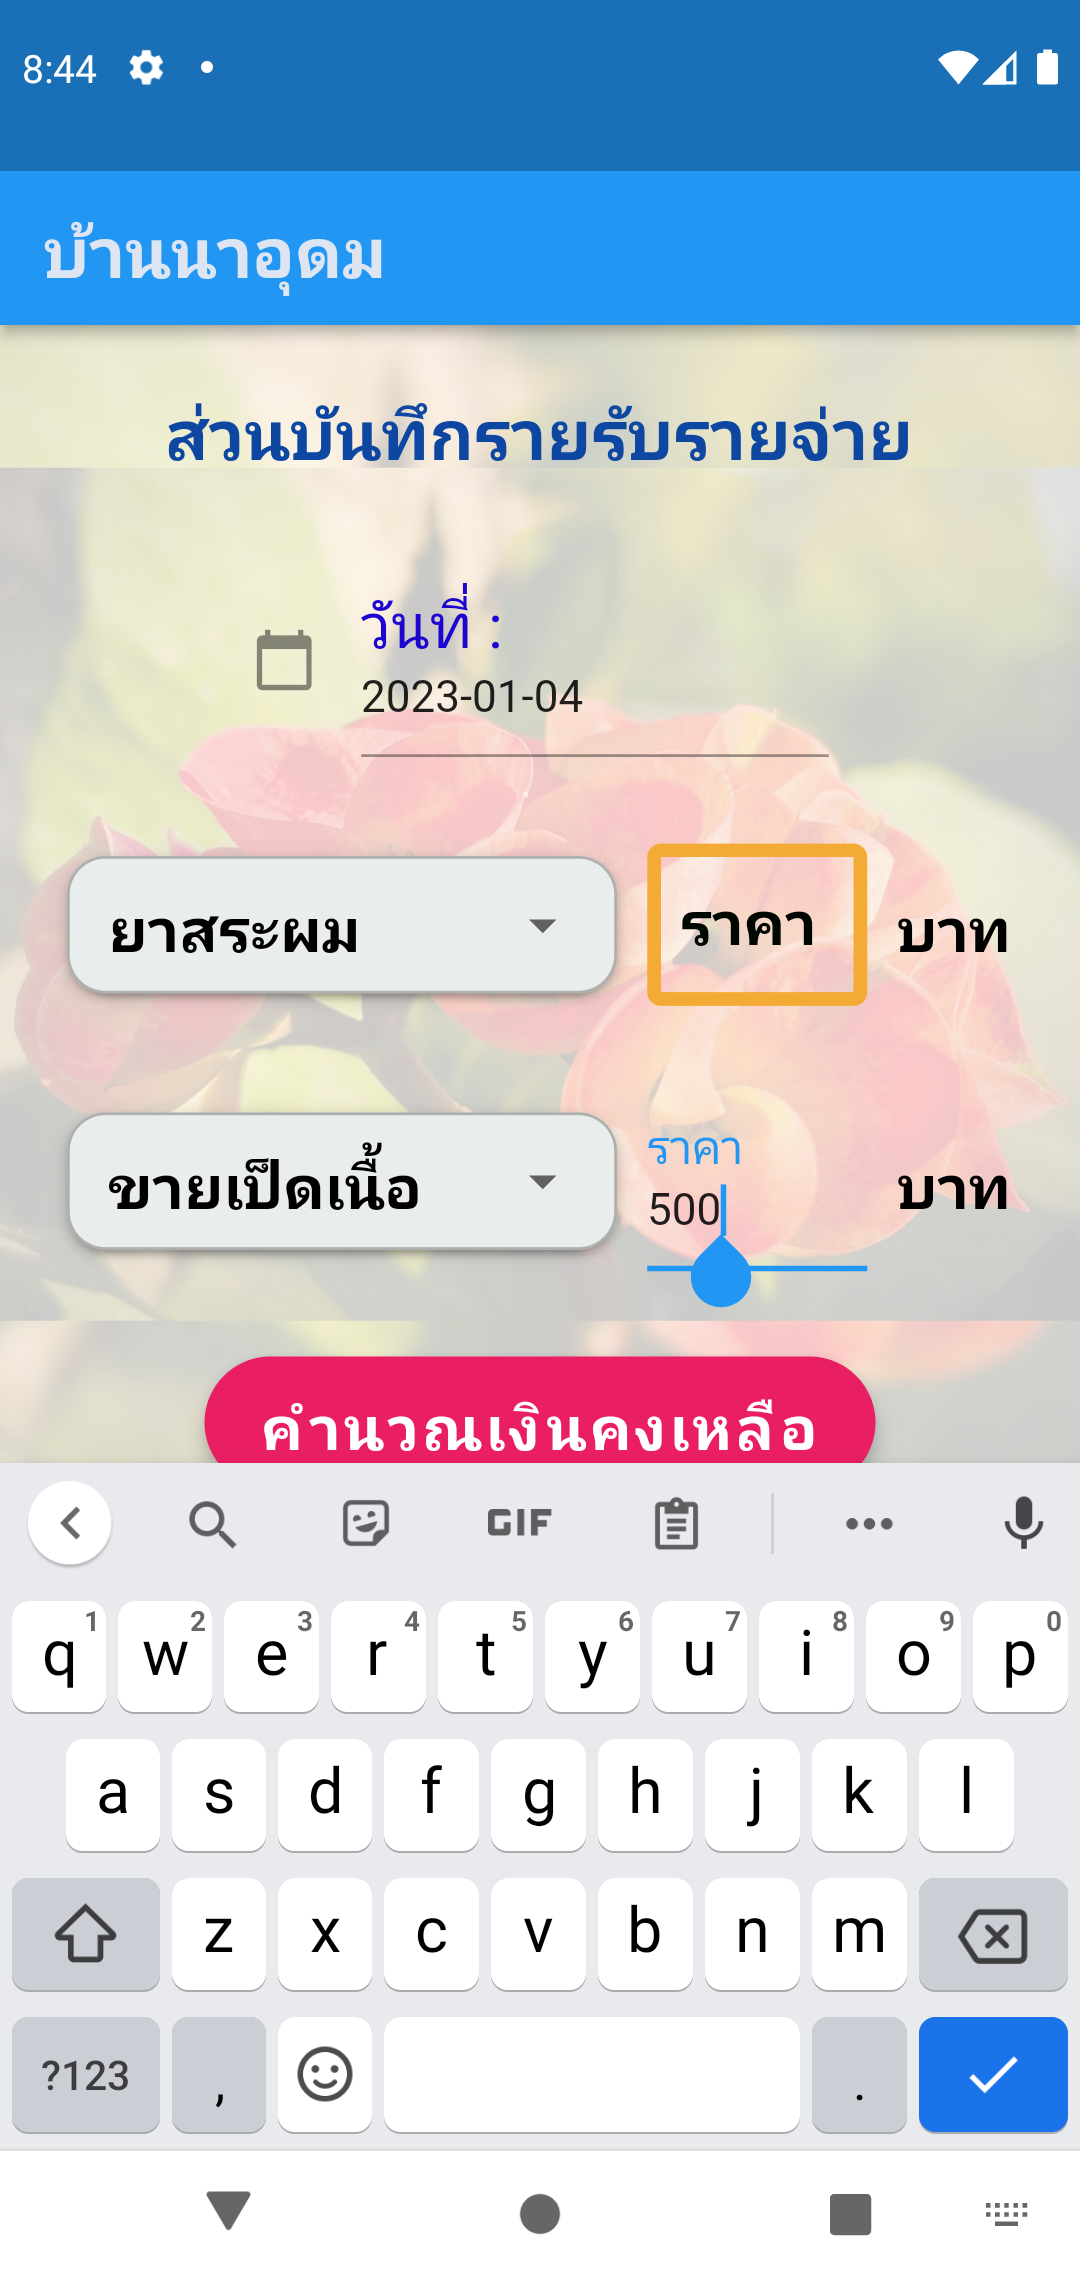 8:44
บ้านนาอุดม
ส่วนบันทึกรายรับรายจ่าย
วันที่ :
2023-01-04
ยาสระผม ราคา บาท
ราคา
ขายเป็ดเนื้อ 500 บาท
คำนวณเงินคงเหลือ
GIF
q 1 w 2 e 3 r 4 t 5 y 6 u 7 i 8 o 9 p 0
a s d f g h j k l
z x c v b n m
?123 , .